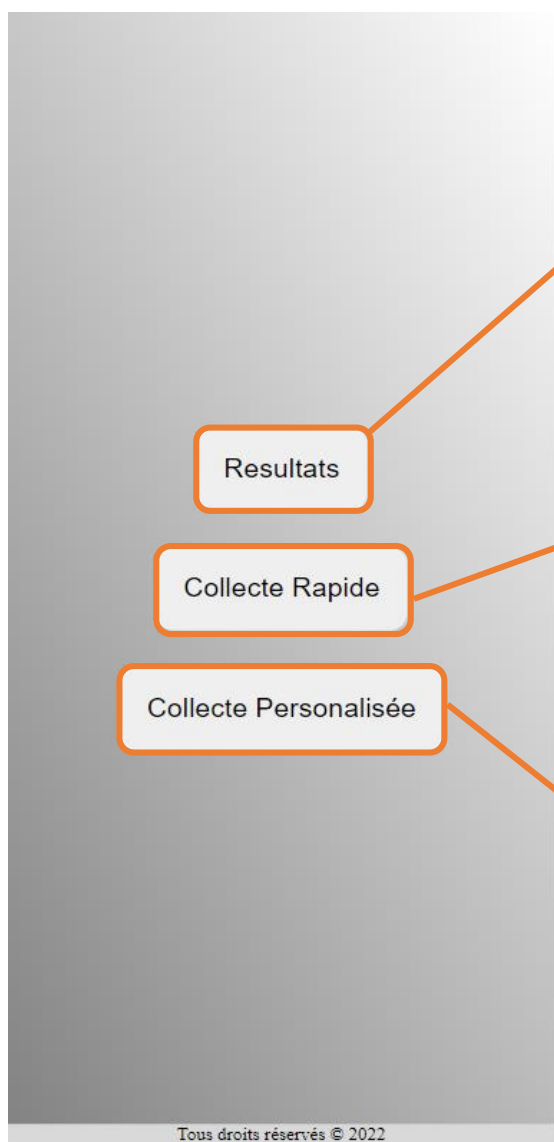 Resultats
Collecte Rapide
Collecte Personalisée
Tous droits réservés © 2022